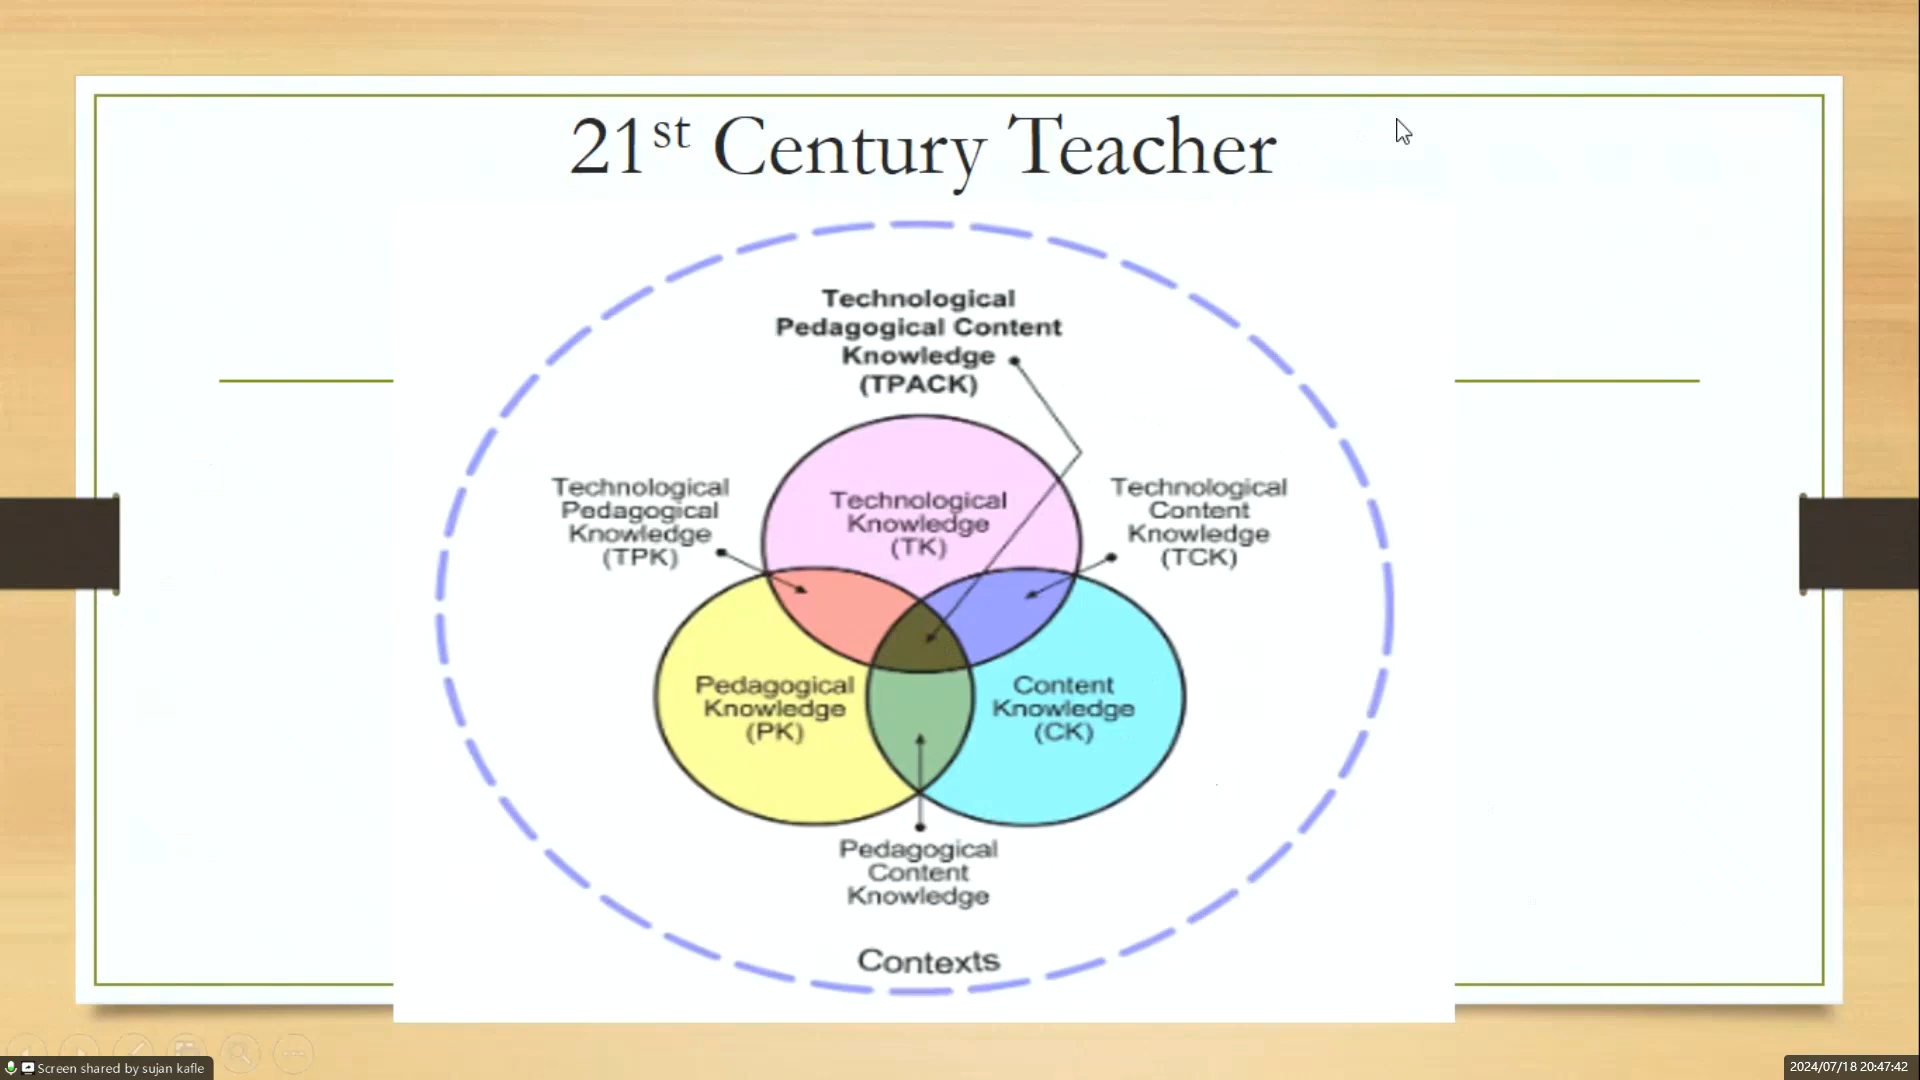 21st Century Teacher
Technological
Pedagogical Content
Knowledge
(TPACK)
Technological
Pedagogical
Knowledge
(TPK)
Technological
Knowledge
(TK)
Technological
Content
Knowledge
(TCK)
Pedagogical
Knowledge
(PK)
Content
Knowledge
(CK)
Pedagogical
Content
Knowledge
Contexts
Screen shared by sujan kafle
2024/07/18 20:47:42